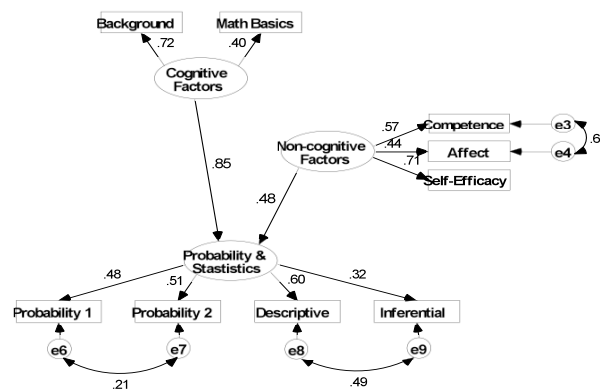 Background
Math Basics
.72
.40
Cognitive
Factors
.57
Competence
e3
Non-cognitive
Factors
.44
Affect
e4
.6
.71
Self-Efficacy
.85
.48
Probability &
Stastistics
.48
.51
.60
.32
Probability 1
Probability 2
Descriptive
Inferential
e6
e7
e8
e9
.21
.49